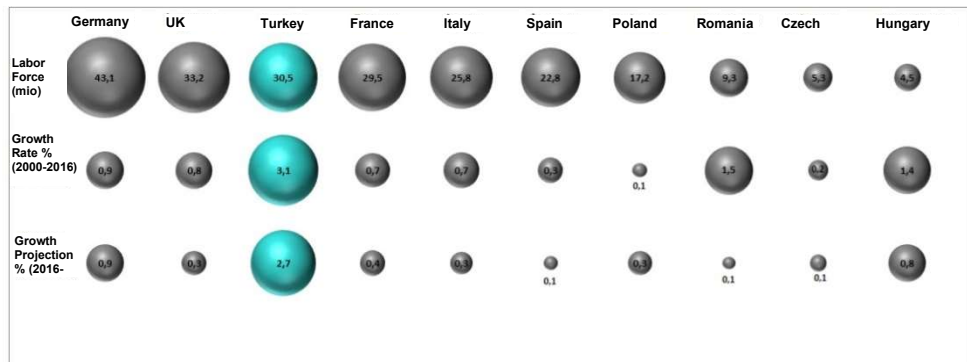 Germany UK Turkey France Italy Spain Poland Romania Czech Hungary
Labor
Force
(mio)
43,1 33,2 30,5 29,5 25,8 22,8 17,2 9,3 5,3 4,5
Growth
Rate %
(2000-2016)
0,9 0,8 3,1 0,7 0,7 0,3 0,1 1,5 0,2 1,4
Growth
Projection
% (2016-
0,9 0,3 2,7 0,4 0,3 0,1 0,3 0,1 0,1 0,8